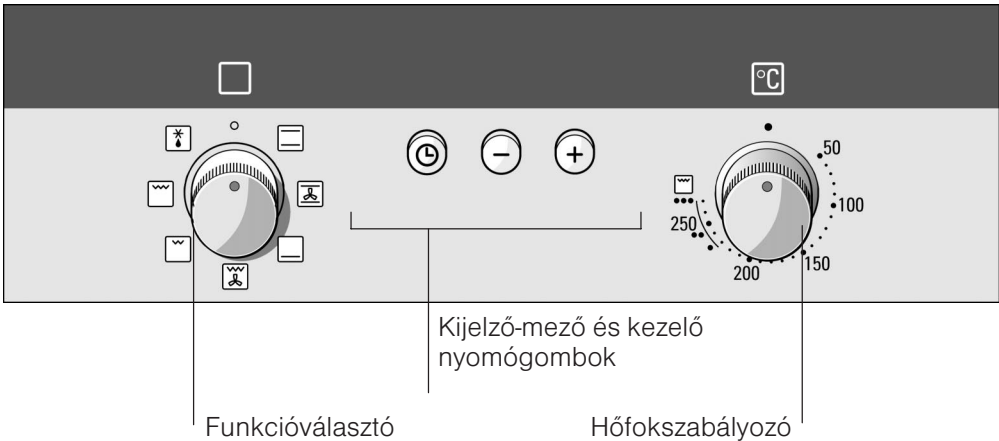 °C
50
100
150
200
250
Kijelző-mező és kezelő
nyomógombok
Funkcióválasztó
Hőfokszabályozó